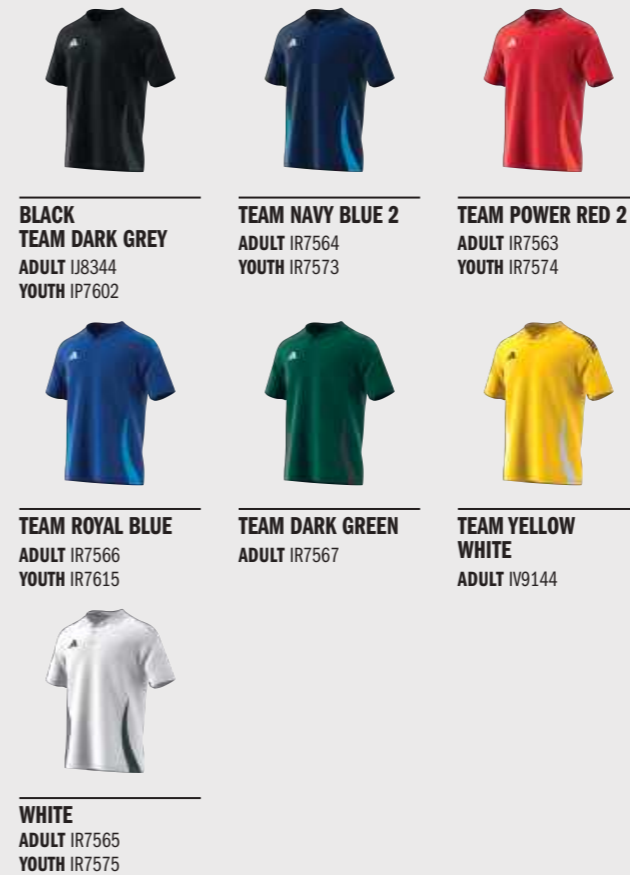 BLACK
TEAM DARK GREY
ADULT IJ8344
YOUTH IP7602
TEAM NAVY BLUE 2
ADULT IR7564
YOUTH IR7573
TEAM POWER RED 2
ADULT IR7563
YOUTH IR7574
TEAM ROYAL BLUE
ADULT IR7566
YOUTH IR7615
TEAM DARK GREEN
ADULT IR7567
TEAM YELLOW
WHITE
ADULT IV9144
WHITE
ADULT IR7565
YOUTH IR7575